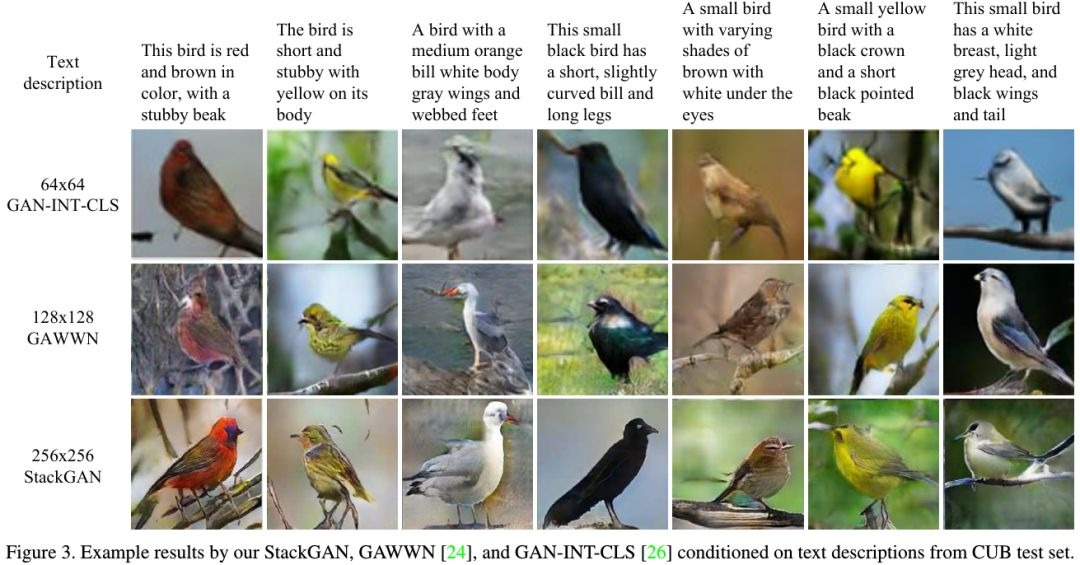 Text
description
This bird is red
and brown in
color, with a
stubby beak
The bird is
short and
stubby with
yellow on its
body
A bird with a
medium orange
bill white body
gray wings and
webbed feet
This small
black bird has
a short, slightly
curved bill and
long legs
A small bird
with varying
shades of
brown with
white under the
eyes
A small yellow
bird with a
black crown
and a short
black pointed
beak
This small bird
has a white
breast, light
grey head, and
black wings
and tail
64x64
GAN-INT-CLS
128x128
GAWWN
256x256
StackGAN
Figure 3. Example results by our StackGAN, GAWWN [24], and GAN-INT-CLS [26] conditioned on text descriptions from CUB test set.